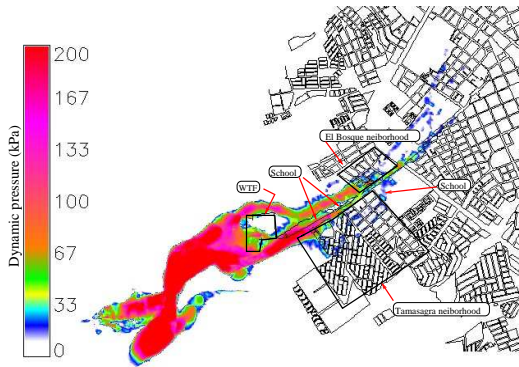 200
167
133
100
67
33
0
Dynamic pressure (kPa)
El Bosque neiborhood
School
WTF
School
Tamasagra neiborhood